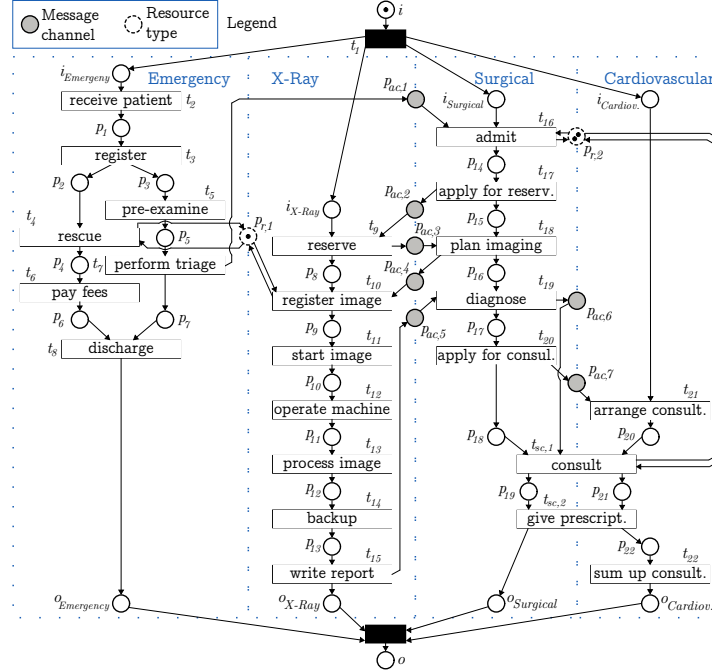 Message channel
Resource type
Legend
i
t1
Emergency
X-Ray
Surgical
Cardiovascular
iEmergeny
pac,1
iSurgical
iCardiov.
receive patient t2
p1
t16
admit
pr,2
register t3
p14
t17
p2
p3
t5
pac,2
apply for reserv.
pre-examine
iX-Ray
p15
t4
pr,1
t9
pac,3
t18
rescue
p5
reserve
plan imaging
p4
t7
perform triage
p8
t10
pac,4
p16
t6
t19
pay fees
register image
diagnose
pac,6
p6
p7
p9
t11
pac,5
p17
t20
t8
discharge
start image
apply for consul.
p10
t12
pac,7
t21
operate machine
arrange consult.
p11
t13
p18
tsc,1
p20
process image
consult
p12
t14
p19
tsc,2
p21
backup
give prescript.
p13
t15
p22
t22
write report
sum up consult.
oEmergency
oX-Ray
oSurgical
oCardiov.
o